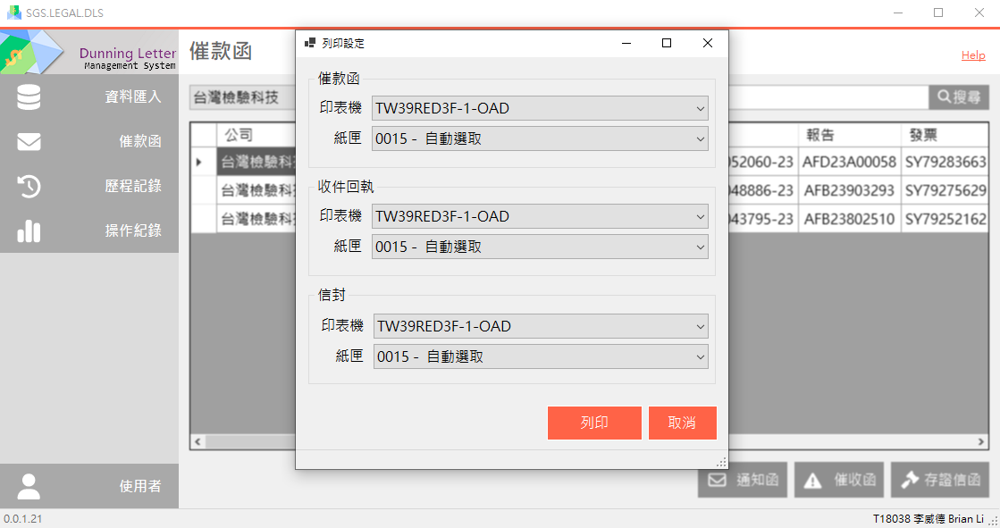 SGS.LEGAL.DLS
Dunning Letter
Management System
資料匯入
催款函
歷程記錄
操作紀錄
使用者
催款函
Help
台灣檢驗科技
搜尋
公司 報告 發票
台灣檢驗科 052060-23 AFD23A00058 SY79283663
台灣檢驗科 048886-23 AFB23903293 SY79275629
台灣檢驗科 043795-23 AFB23802510 SY79252162
列印設定
催款函
印表機 TW39RED3F-1-OAD
紙匣 0015 - 自動選取
收件回執
印表機 TW39RED3F-1-OAD
紙匣 0015 - 自動選取
信封
印表機 TW39RED3F-1-OAD
紙匣 0015 - 自動選取
列印 取消
通知函 催收函 存證信函
0.0.1.21
T18038 李威德 Brian Li